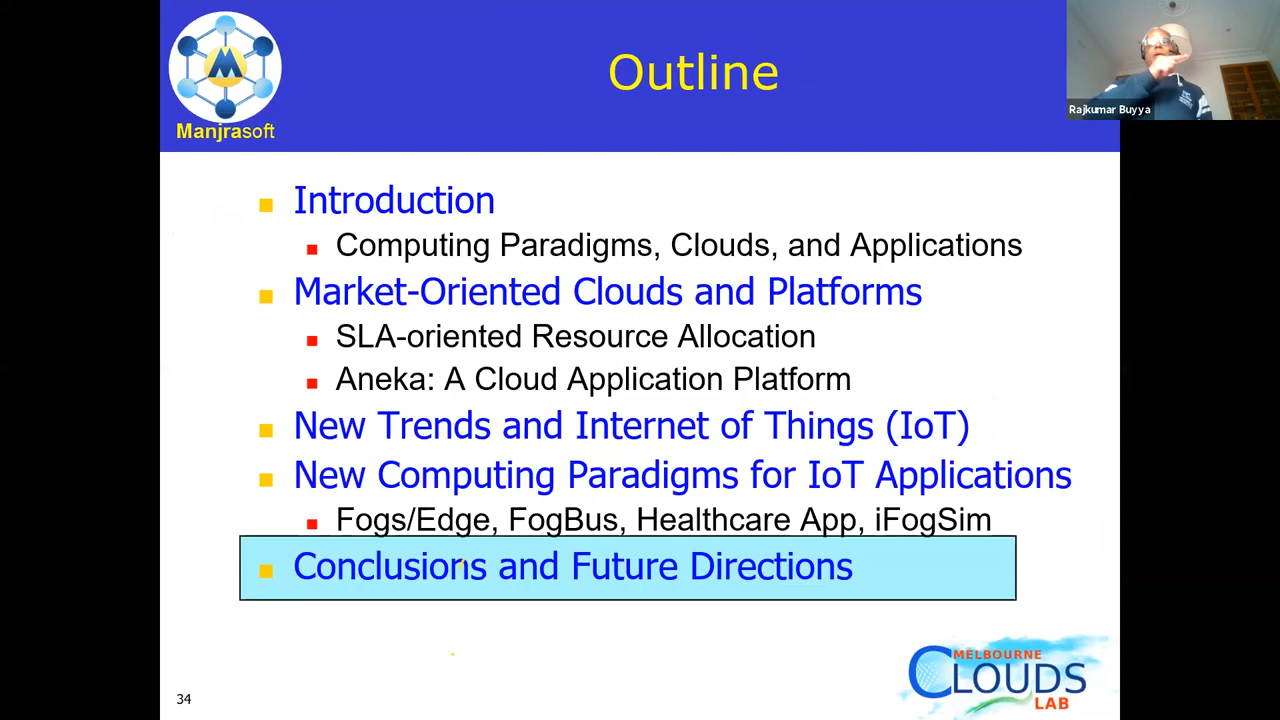 Outline
Manjrasoft
Rajkumar Buyya
Introduction
Computing Paradigms, Clouds, and Applications
Market-Oriented Clouds and Platforms
SLA-oriented Resource Allocation
Aneka: A Cloud Application Platform
New Trends and Internet of Things (IoT)
New Computing Paradigms for IoT Applications
Fogs/Edge, FogBus, Healthcare App, iFogSim
Conclusions and Future Directions
34
MELBOURNE
CLOUDS
LAB